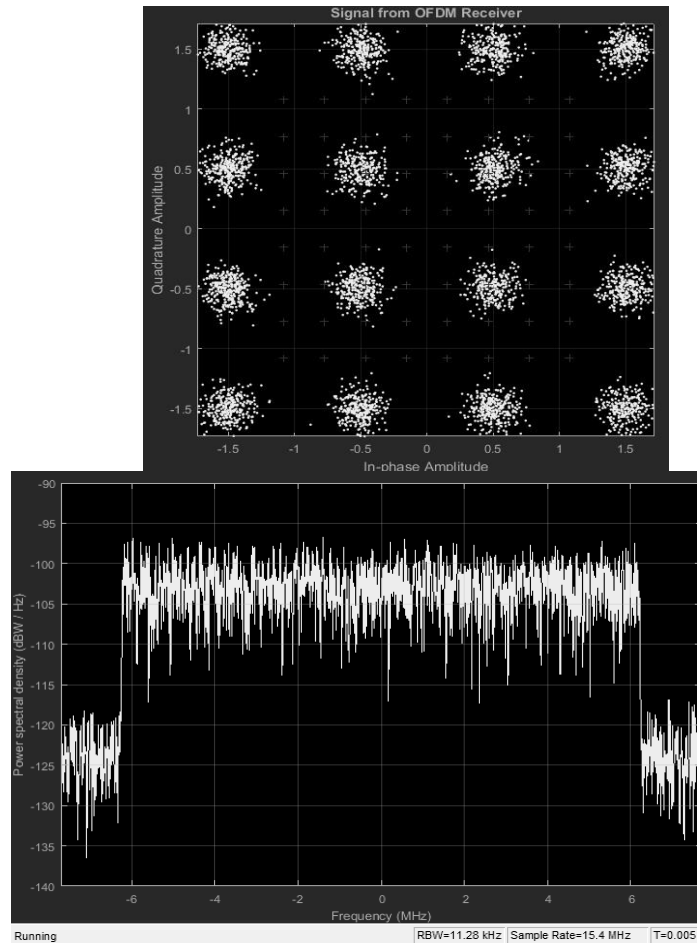 Signal from OFDM Receiver
1.5
1
0.5
0
-0.5
-1
-1.5
Quadrature Amplitude
-1.5 -1 -0.5 0 0.5 1 1.5
In-phase Amplitude
-90
-95
-100
-105
-110
-115
-120
-125
-130
-135
-140
Power spectral density (dBW / Hz)
-6 -4 -2 0 2 4 6
Frequency (MHz)
Running RBW=11.28 kHz Sample Rate=15.4 MHz T=0.005